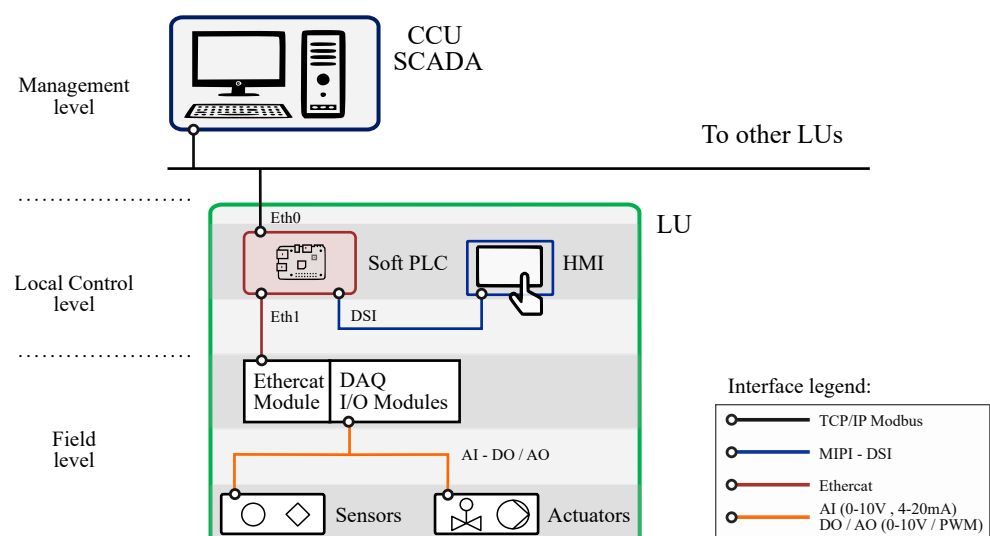 CCU
SCADA
Management
level
To other LUs
LU
Eth0
Soft PLC
HMI
Local Control
level
Eth1
DSI
Ethercat
Module
DAQ
I/O Modules
Interface legend:
TCP/IP Modbus
Field
level
AI - DO / AO
MIPI - DSI
Ethercat
Sensors
Actuators
AI (0-10V , 4-20mA)
DO / AO (0-10V / PWM)